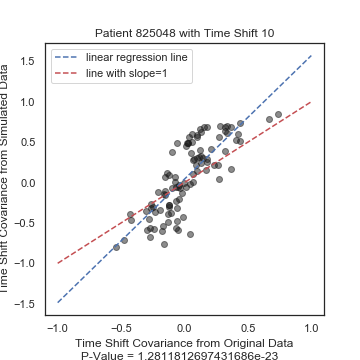 Patient 825048 with Time Shift 10
linear regression line
line with slope=1
Time Shift Covariance from Simulated Data
1.5
1.0
0.5
0.0
−0.5
−1.0
−1.5
−1.0 −0.5 0.0 0.5 1.0
Time Shift Covariance from Original Data
P-Value = 1.2811812697431686e-23